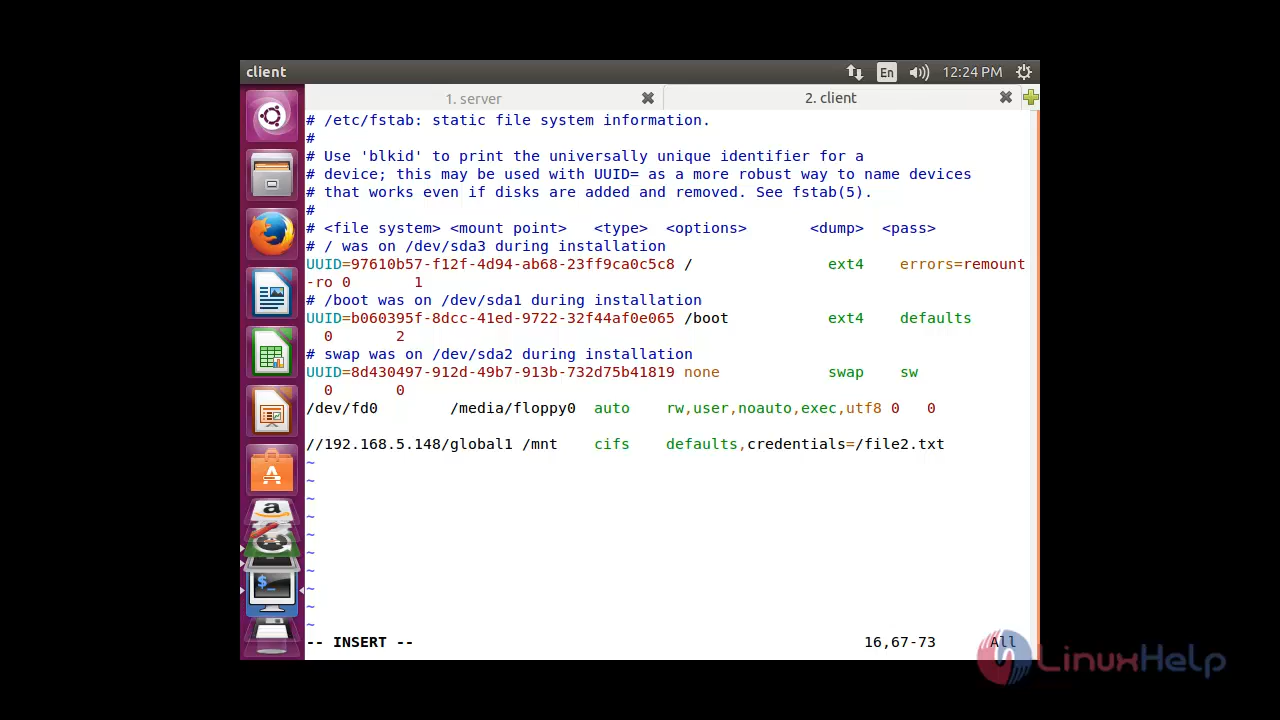 client
En
12:24 PM
1. server
2. client
# /etc/fstab: static file system information.
#
# Use 'blkid' to print the universally unique identifier for a
# device; this may be used with UUID= as a more robust way to name devices
# that works even if disks are added and removed. See fstab(5).
#
# <file system> <mount point>   <type>  <options>       <dump>  <pass>
# / was on /dev/sda3 during installation
UUID=97610b57-f12f-4d94-ab68-23ff9ca0c5c8 /               ext4    errors=remount
-ro 0       1
# /boot was on /dev/sda1 during installation
UUID=b060395f-8dcc-41ed-9722-32f44af0e065 /boot           ext4    defaults
  0       2
# swap was on /dev/sda2 during installation
UUID=8d430497-912d-49b7-913b-732d75b41819 none            swap    sw
  0       0
/dev/fd0        /media/floppy0  auto    rw,user,noauto,exec,utf8 0   0
//192.168.5.148/global1 /mnt    cifs    defaults,credentials=/file2.txt
~
~
~
~
~
~
~
~
~
~
-- INSERT --                                                  16,67-73      All
LinuxHelp